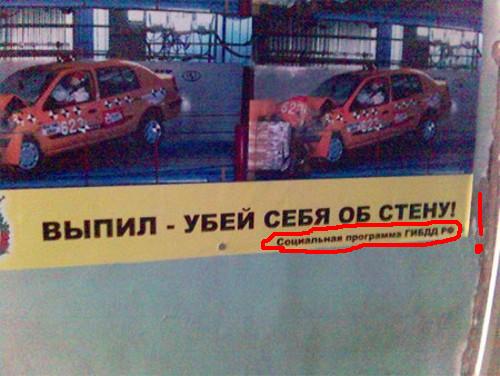 ВЫПИЛ - УБЕЙ СЕБЯ ОБ СТЕНУ!
Социальная программа ГИБДД РФ